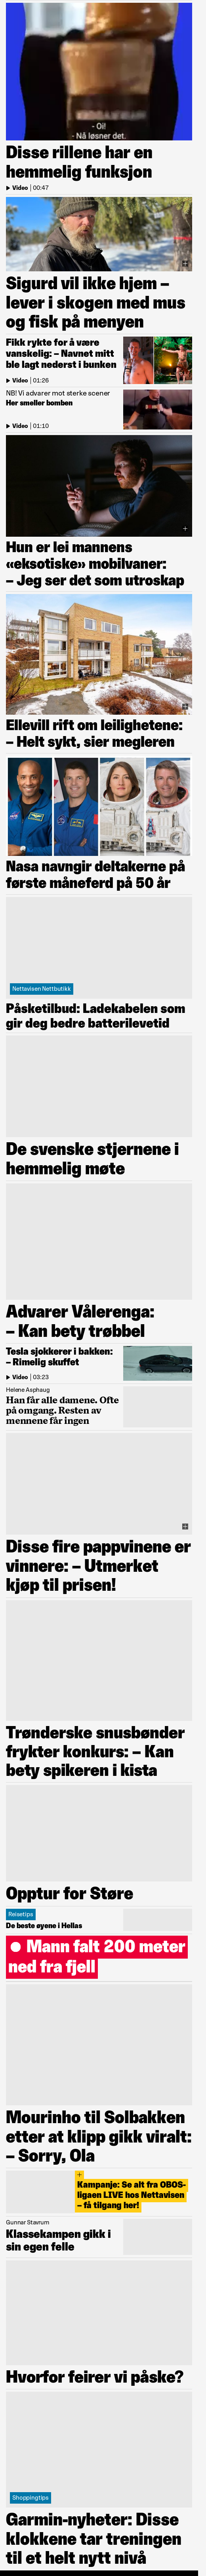 - Oi!
- Nå løsner det.
Disse rillene har en
hemmelig funksjon
Video | 00:47
Sigurd vil ikke hjem –
lever i skogen med mus
og fisk på menyen
Fikk rykte for å være
vanskelig: – Navnet mitt
ble lagt nederst i bunken
Video | 01:26
NB! Vi advarer mot sterke scener
Her smeller bomben
Video | 01:10
Hun er lei mannens
«eksotiske» mobilvaner:
– Jeg ser det som utroskap
Ellevill rift om leilighetene:
– Helt sykt, sier megleren
Nasa navngir deltakerne på
første måneferd på 50 år
Nettavisen Nettbutikk
Påsketilbud: Ladekabelen som
gir deg bedre batterilevetid
De svenske stjernene i
hemmelig møte
Advarer Vålerenga:
– Kan bety trøbbel
Tesla sjokkerer i bakken:
– Rimelig skuffet
Video | 03:23
Helene Asphaug
Han får alle damene. Ofte
på omgang. Resten av
mennene får ingen
Disse fire pappvinene er
vinnere: – Utmerket
kjøp til prisen!
Trønderske snusbønder
frykter konkurs: – Kan
bety spikeren i kista
Opptur for Støre
Reisetips
De beste øyene i Hellas
Mann falt 200 meter
ned fra fjell
Mourinho til Solbakken
etter at klipp gikk viralt:
– Sorry, Ola
+
Kampanje: Se alt fra OBOS-
ligaen LIVE hos Nettavisen
– få tilgang her!
Gunnar Stavrum
Klassekampen gikk i
sin egen felle
Hvorfor feirer vi påske?
Shoppingtips
Garmin-nyheter: Disse
klokkene tar treningen
til et helt nytt nivå